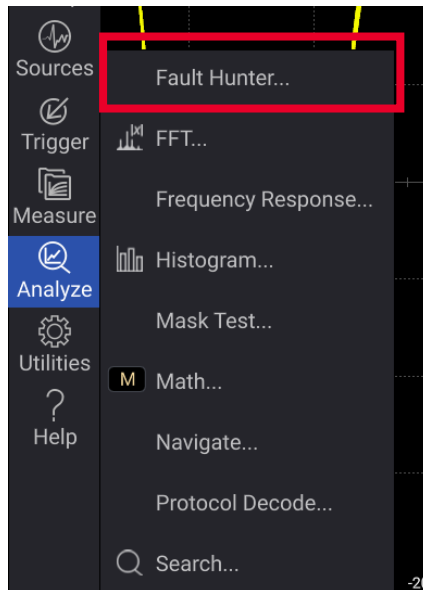 Sources
Trigger
Measure
Analyze
Utilities
Help
Fault Hunter...
|X|
FFT...
Frequency Response...
Histogram...
Mask Test...
M Math...
Navigate...
Protocol Decode...
Search...